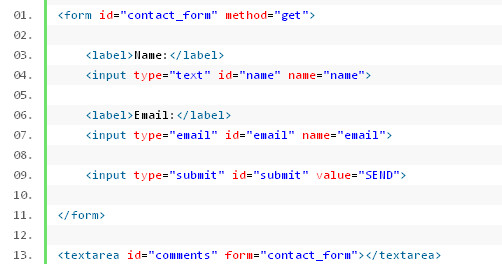 01. <form id="contact_form" method="get">
02.
03.     <label>Name:</label>
04.     <input type="text" id="name" name="name">
05.
06.     <label>Email:</label>
07.     <input type="email" id="email" name="email">
08.
09.     <input type="submit" id="submit" value="SEND">
10.
11. </form>
12.
13. <textarea id="comments" form="contact_form"></textarea>